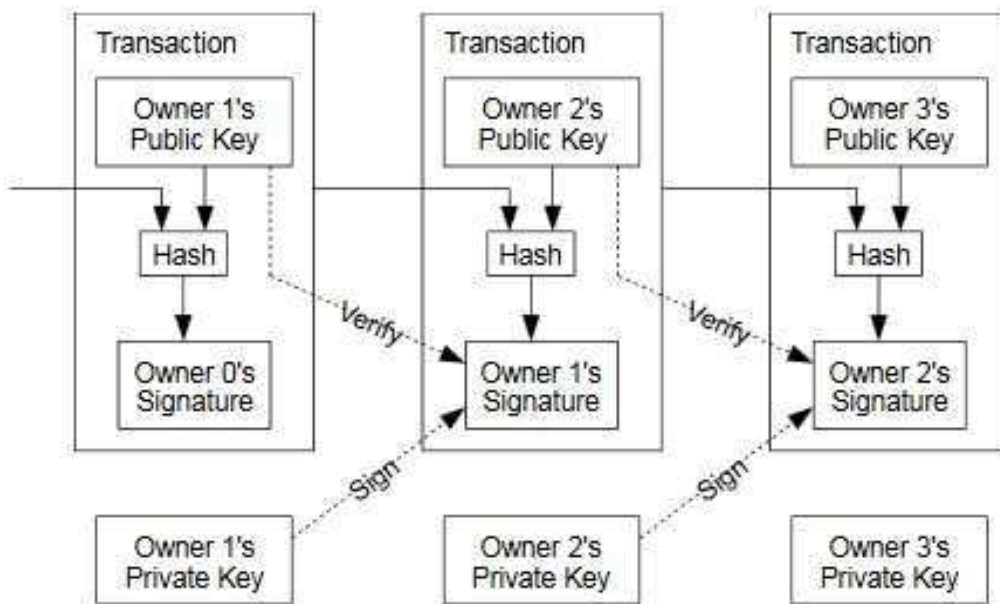 Transaction
Owner 1's
Public Key
Hash
Owner 0's
Signature
Transaction
Owner 2's
Public Key
Hash
Verify
Owner 1's
Signature
Transaction
Owner 3's
Public Key
Hash
Verify
Owner 2's
Signature
Sign
Sign
Owner 1's
Private Key
Owner 2's
Private Key
Owner 3's
Private Key